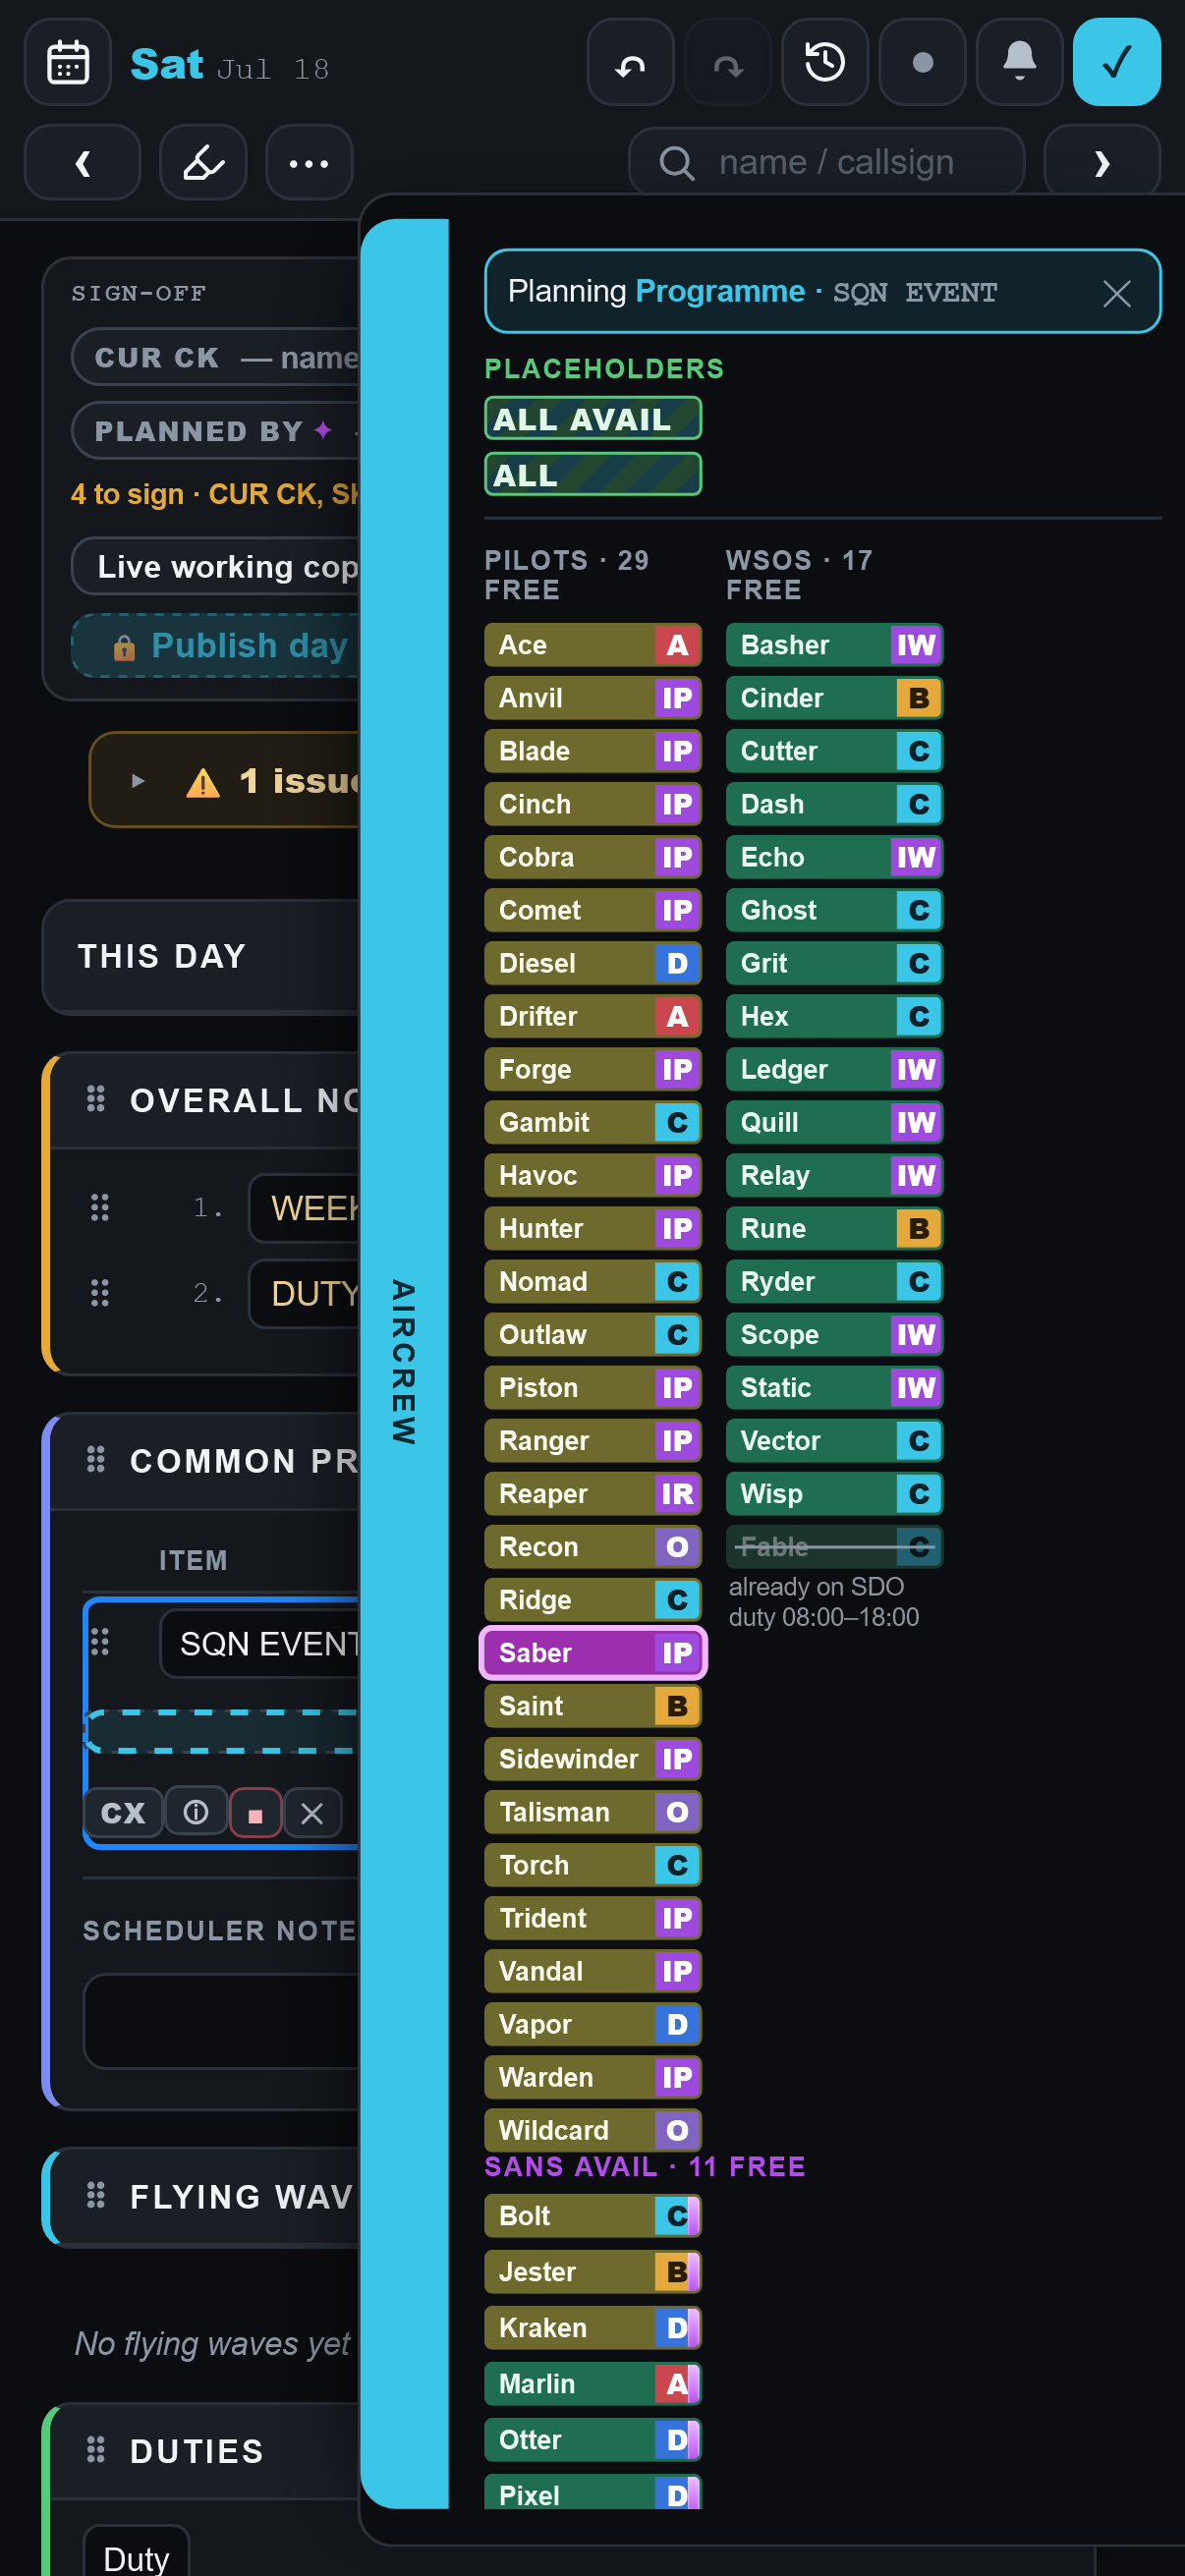 Sat Jul 18
name / callsign
SIGN-OFF
CUR CK — name
PLANNED BY
4 to sign · CUR CK,
Live working
Publish day
1
THIS DAY
OVERALL
1. WEEK
2. DUTY
COMMON
ITEM
SQN EVENT
CX
SCHEDULER NOTE
FLYING
No flying waves yet
DUTIES
Duty
AIRCREW
Planning Programme · SQN EVENT
PLACEHOLDERS
ALL AVAIL
ALL
PILOTS · 29 FREE
Ace A
Anvil IP
Blade IP
Cinch IP
Cobra IP
Comet IP
Diesel D
Drifter A
Forge IP
Gambit C
Havoc IP
Hunter IP
Nomad C
Outlaw C
Piston IP
Ranger IP
Reaper IR
Recon O
Ridge C
Saber IP
Saint B
Sidewinder IP
Talisman O
Torch C
Trident IP
Vandal IP
Vapor D
Warden IP
Wildcard O
WSOS · 17 FREE
Basher IW
Cinder B
Cutter C
Dash C
Echo IW
Ghost C
Grit C
Hex C
Ledger IW
Quill IW
Relay IW
Rune B
Ryder C
Scope IW
Static IW
Vector C
Wisp C
Fable C
already on SDO
duty 08:00–18:00
SANS AVAIL · 11 FREE
Bolt C
Jester B
Kraken D
Marlin A
Otter D
Pixel D